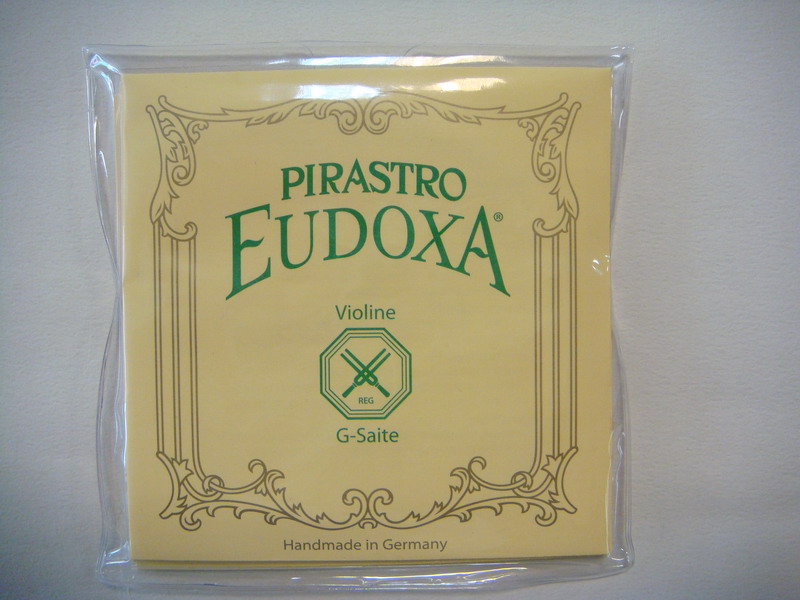 PIRASTRO
EUDOXA®
Violine
REG
G-Saite
Handmade in Germany